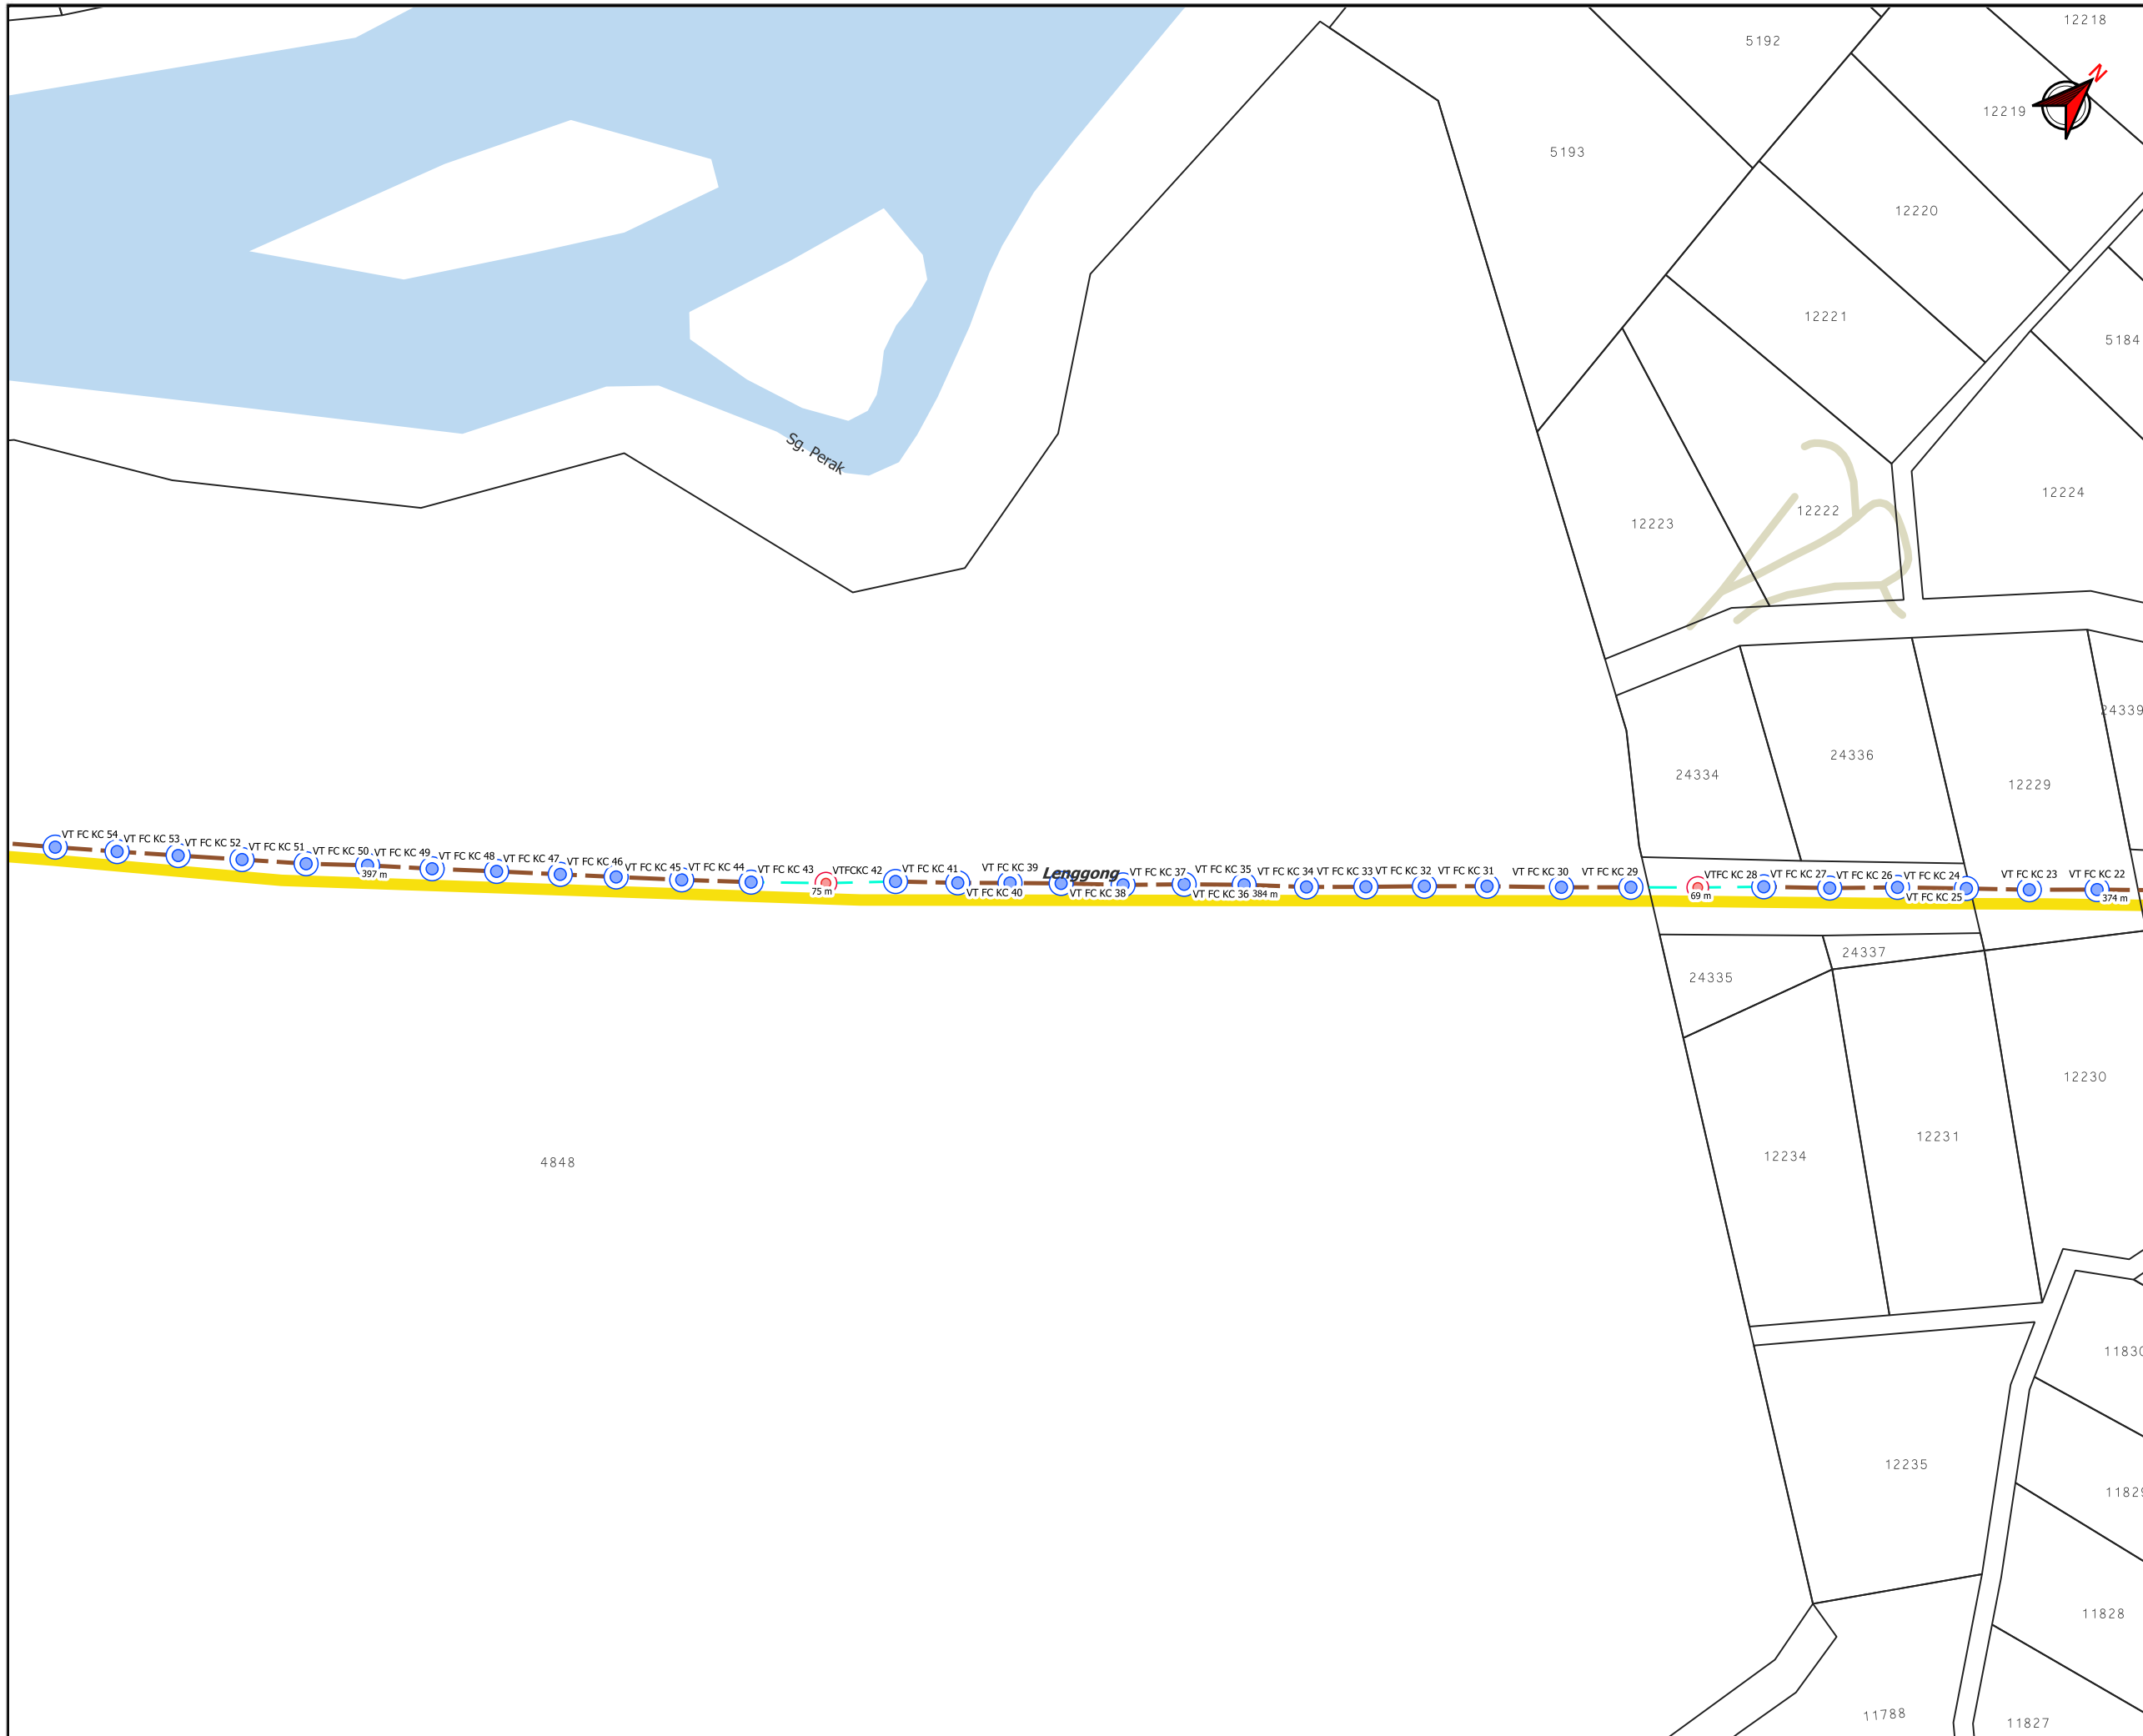 12218
5192
N
12219
5193
12220
12221
5184
Sg. Perak
12224
12222
12223
24339
24336
24334
12229
VT FC KC 54
VT FC KC 53
VT FC KC 52
VT FC KC 51
VT FC KC 50
397 m
VT FC KC 49
VT FC KC 48
VT FC KC 47
VT FC KC 46
VT FC KC 45
VT FC KC 44
VT FC KC 43
75 m
VTFCKC 42
VT FC KC 41
VT FC KC 40
VT FC KC 39
Lenggong
VT FC KC 38
VT FC KC 37
VT FC KC 36
VT FC KC 35
384 m
VT FC KC 34
VT FC KC 33
VT FC KC 32
VT FC KC 31
VT FC KC 30
VT FC KC 29
69 m
VTFC KC 28
VT FC KC 27
VT FC KC 26
VT FC KC 25
VT FC KC 24
VT FC KC 23
VT FC KC 22
374 m
24337
24335
12230
12231
12234
4848
11830
12235
11829
11828
11788
11827